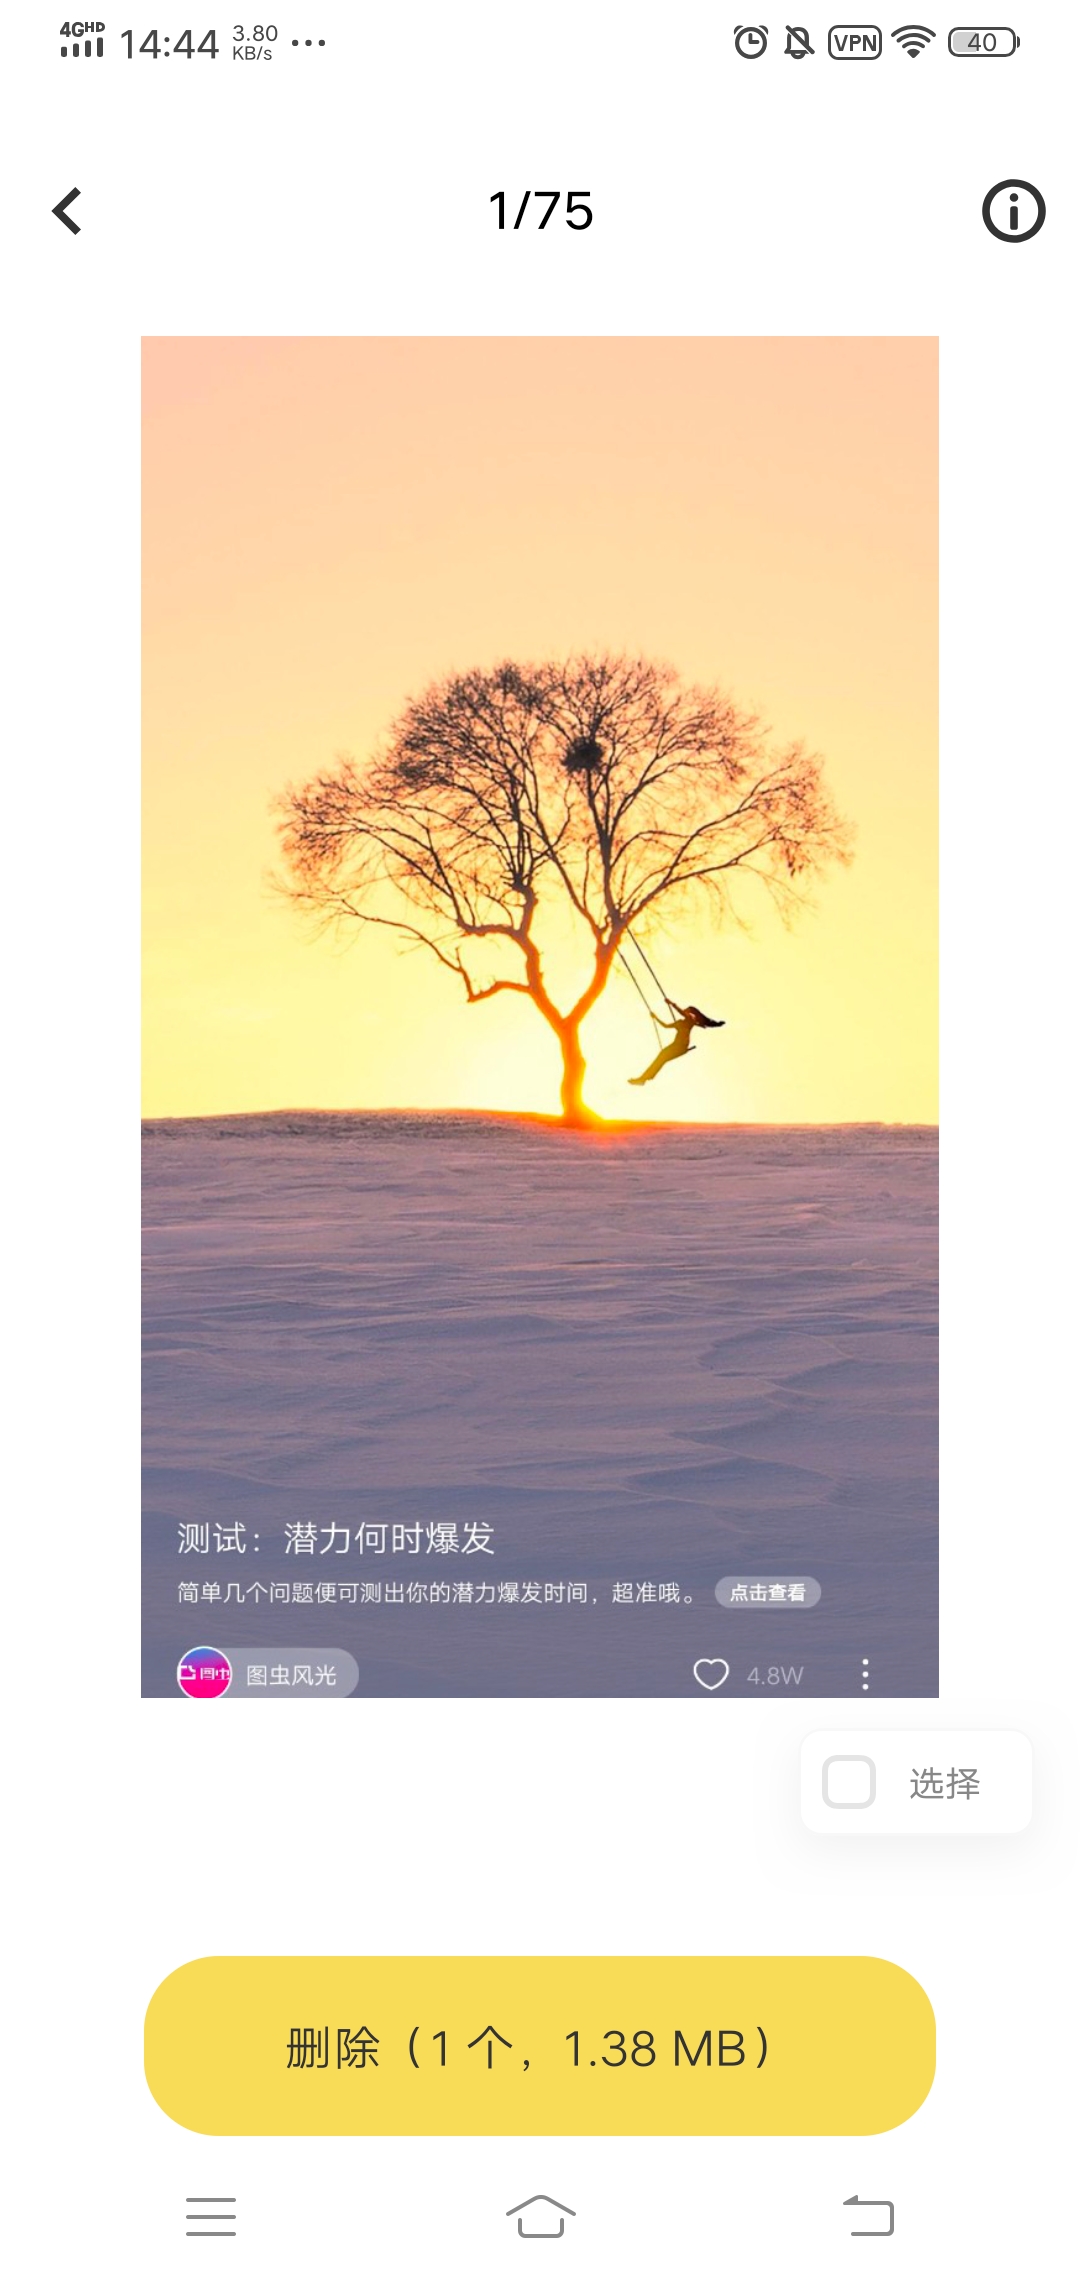 4GHD 14:44 3.80 KB/s ... VPN 40
1/75
测试：潜力何时爆发
简单几个问题便可测出你的潜力爆发时间，超准哦。 点击查看
图虫 图虫风光 4.8W
选择
删除（1 个，1.38 MB）